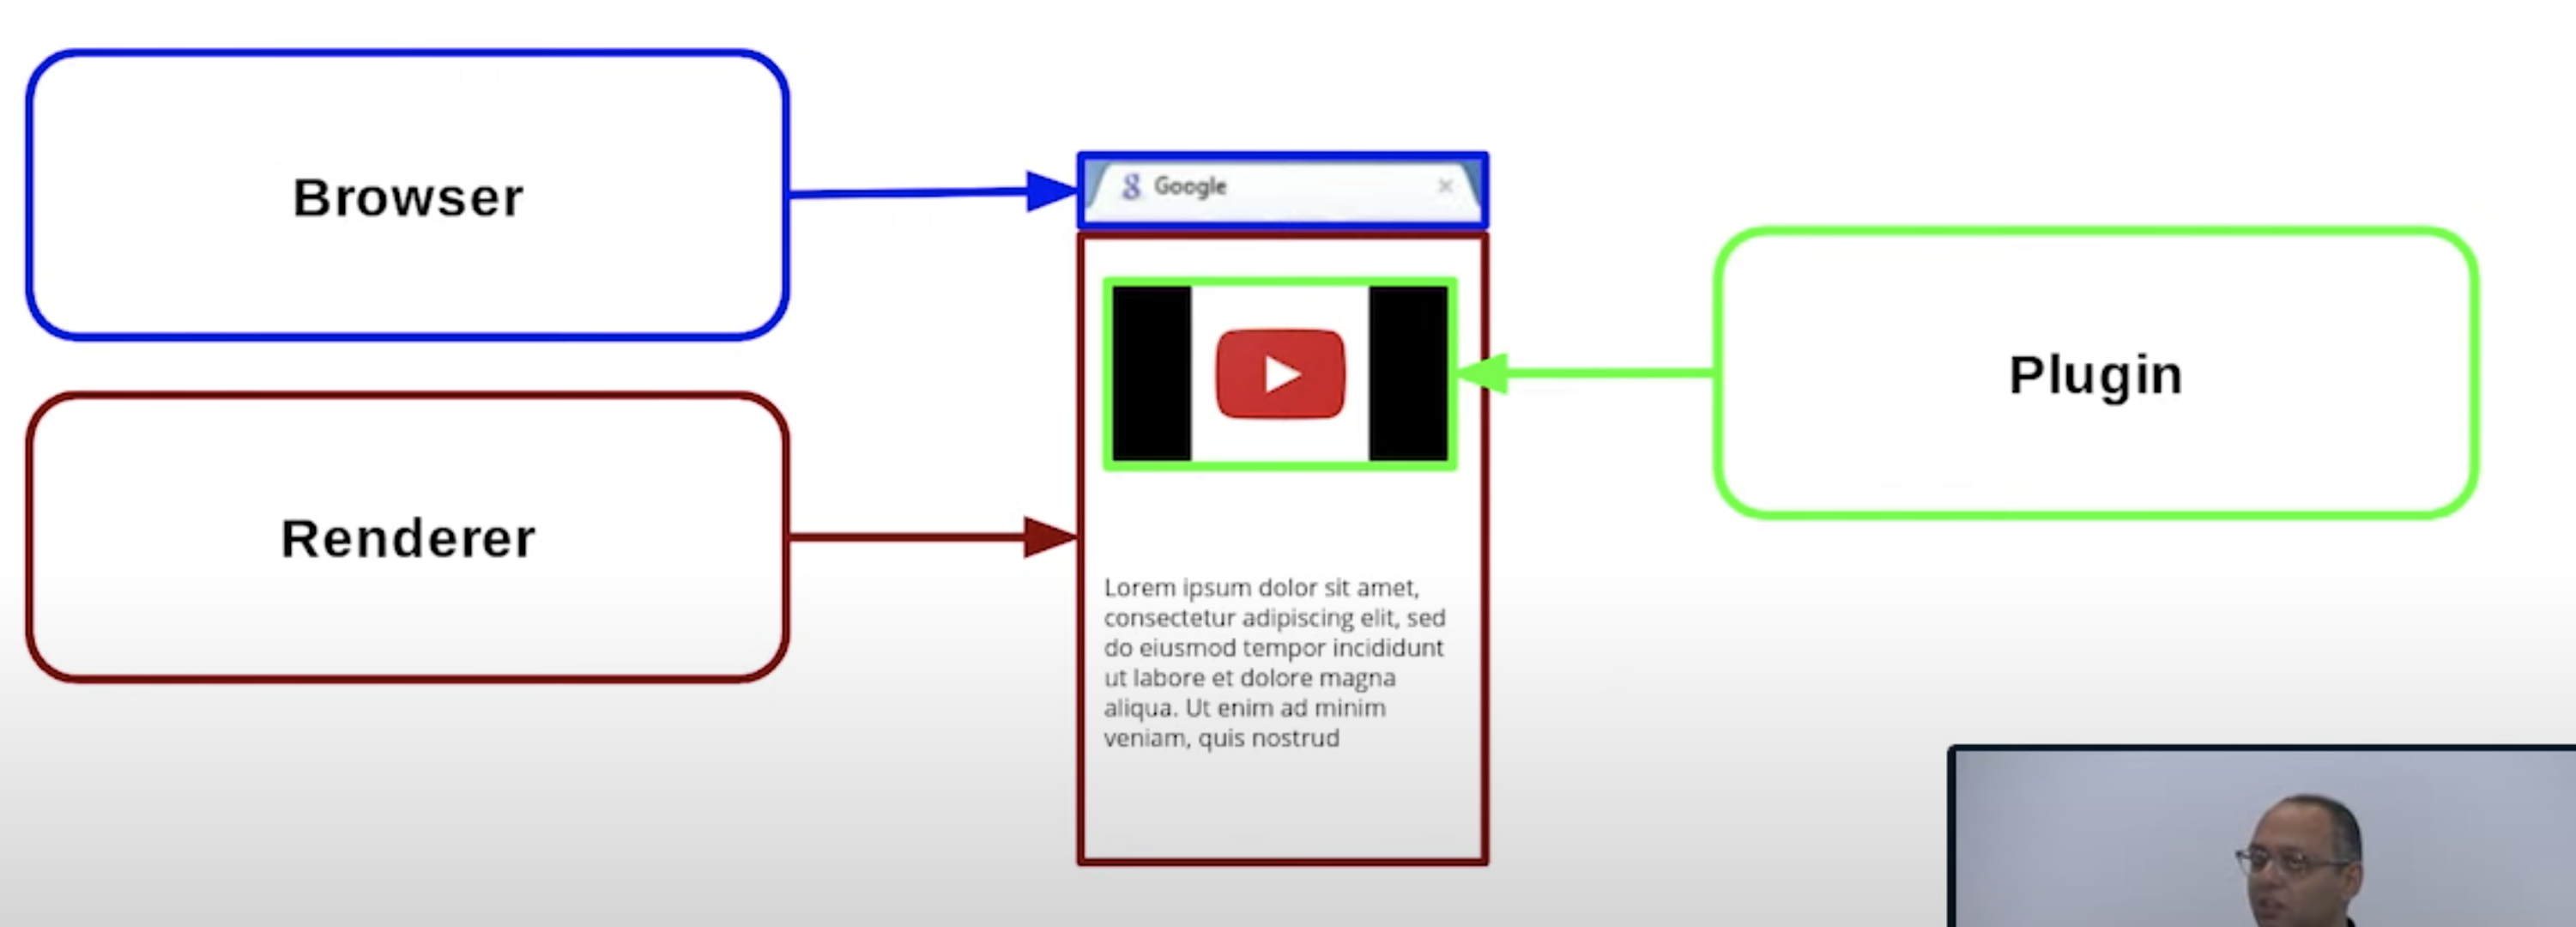 Browser
Google
Plugin
Renderer
Lorem ipsum dolor sit amet,
consectetur adipiscing elit, sed
do eiusmod tempor incididunt
ut labore et dolore magna
aliqua. Ut enim ad minim
veniam, quis nostrud